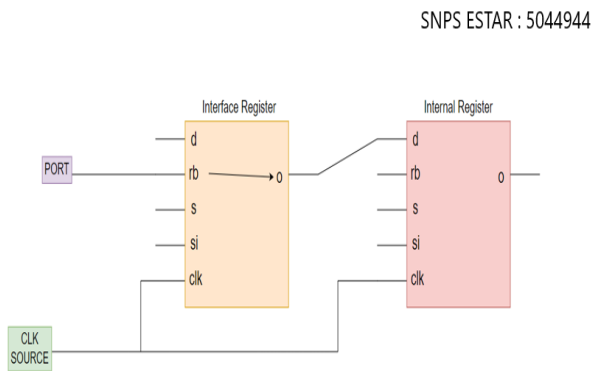 SNPS ESTAR : 5044944
Interface Register
Internal Register
d
rb
o
s
si
clk
d
rb
o
s
si
clk
PORT
CLK
SOURCE